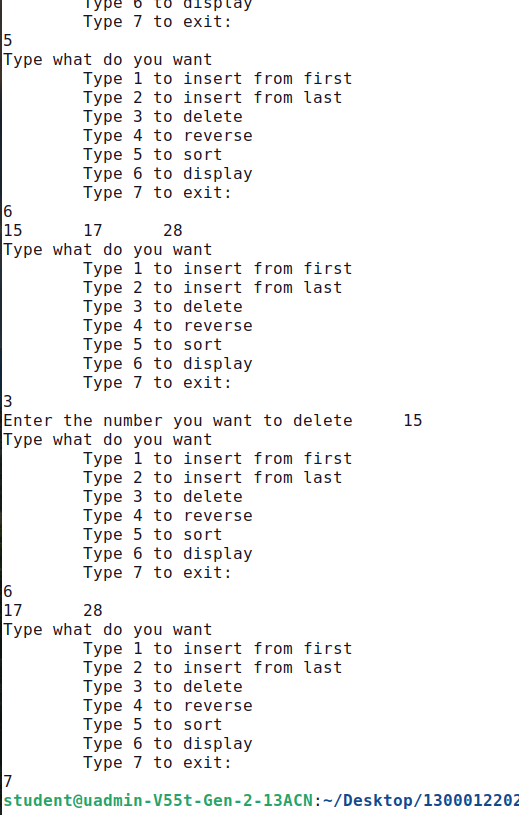 Type 6 to display
Type 7 to exit:
5
Type what do you want
Type 1 to insert from first
Type 2 to insert from last
Type 3 to delete
Type 4 to reverse
Type 5 to sort
Type 6 to display
Type 7 to exit:
6
15 17 28
Type what do you want
Type 1 to insert from first
Type 2 to insert from last
Type 3 to delete
Type 4 to reverse
Type 5 to sort
Type 6 to display
Type 7 to exit:
3
Enter the number you want to delete 15
Type what do you want
Type 1 to insert from first
Type 2 to insert from last
Type 3 to delete
Type 4 to reverse
Type 5 to sort
Type 6 to display
Type 7 to exit:
6
17 28
Type what do you want
Type 1 to insert from first
Type 2 to insert from last
Type 3 to delete
Type 4 to reverse
Type 5 to sort
Type 6 to display
Type 7 to exit:
7
student@uadmin-V55t-Gen-2-13ACN:~/Desktop/1300012202